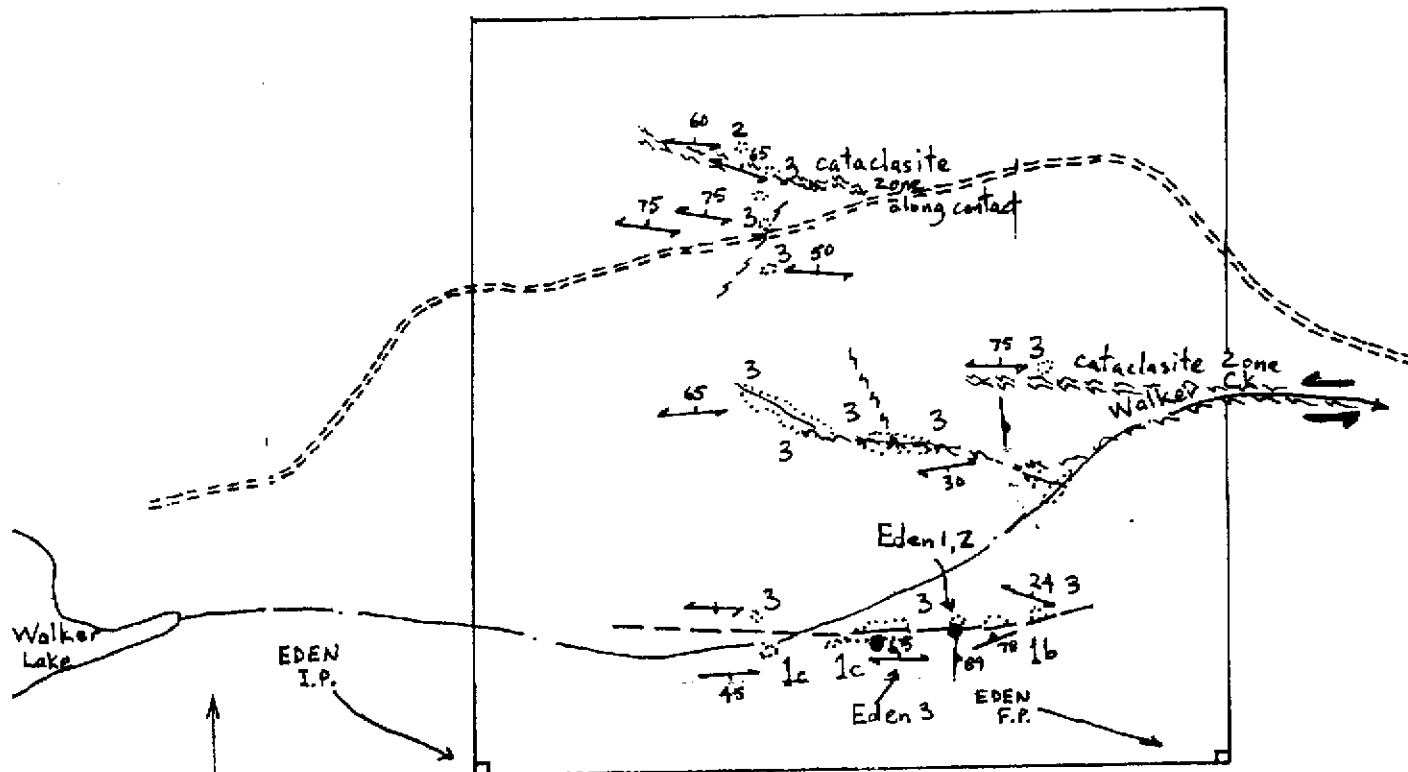 60
2
65
3
cataclasite
zone
along contact
75
75
3
3
50
75
3
cataclasite zone
Walker Ck.
3
65
3
3
3
30
Eden 1,2
24
3
3
3
Walker
Lake
EDEN
I.P.
45
1c
1c
65
89
78
1b
Eden 3
EDEN
F.P.